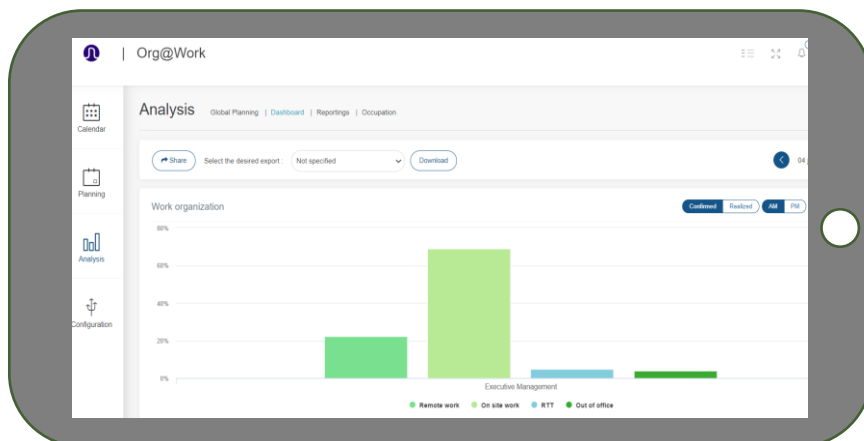 | Org@Work
Calendar
Planning
Analysis
Configuration
Analysis Global Planning | Dashboard | Reportings | Occupation
Share Select the desired export : Not specified Download 04
Work organization Confirmed Realized AM PM
80%
60%
40%
20%
0%
Executive Management
Remote work On site work RTT Out of office